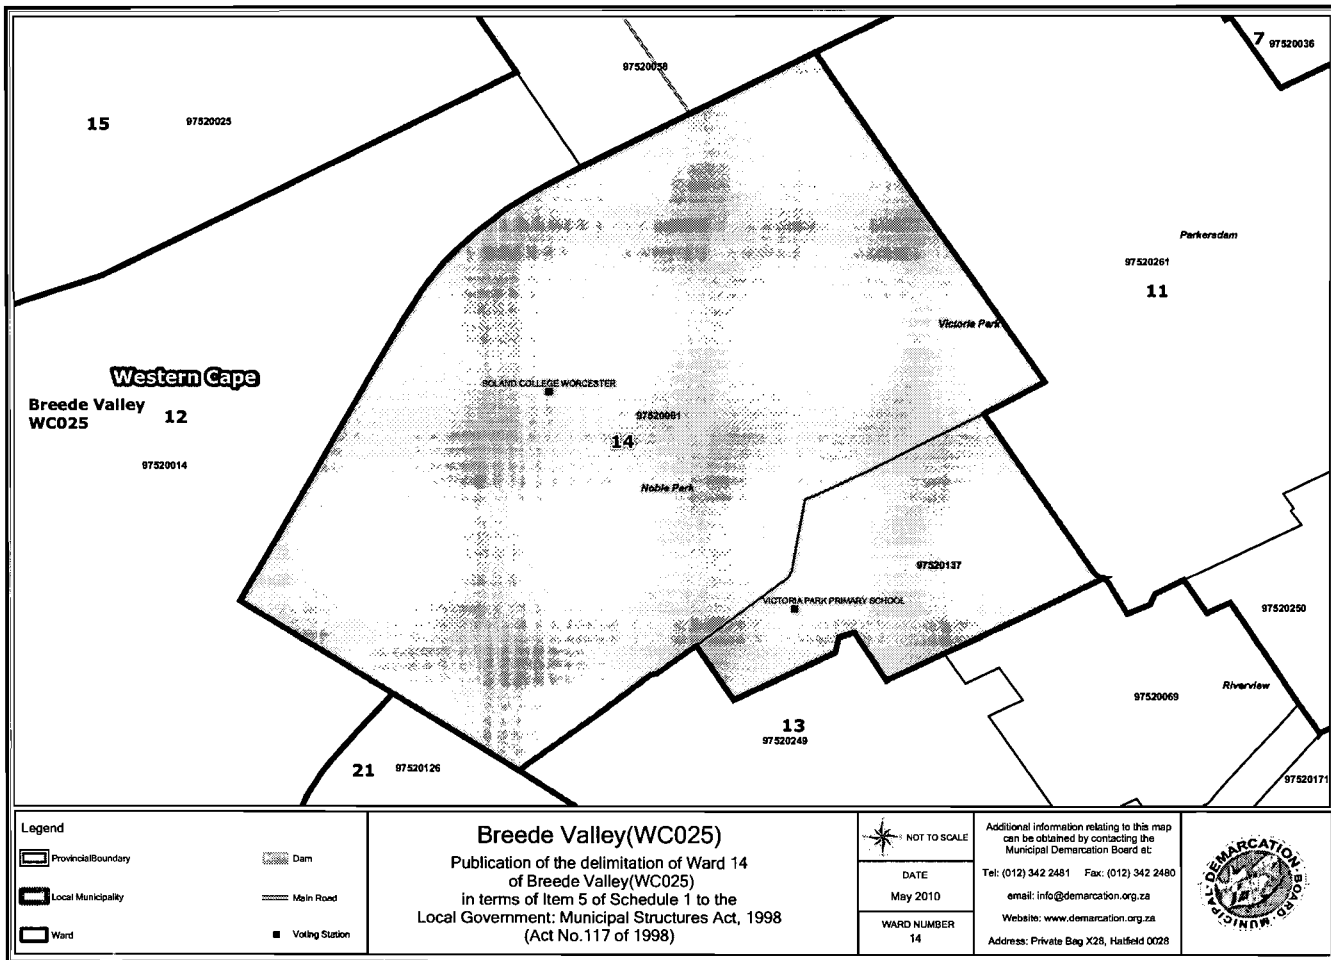 7 97520036
97520058
15 97520025
Parkersdam
97520261
11
Victoria Park
Western Cape
BOLAND COLLEGE WORCESTER
Breede Valley
WC025
12
97520061
14
97520014
Noble Park
97520137
VICTORIA PARK PRIMARY SCHOOL
97520250
Riverview
97520069
13
97520249
21 97520126
97520171
Legend
ProvincialBoundary
Local Municipality
Ward
Dam
Main Road
Voting Station
Breede Valley(WC025)
Publication of the delimitation of Ward 14
of Breede Valley(WC025)
in terms of Item 5 of Schedule 1 to the
Local Government: Municipal Structures Act, 1998
(Act No.117 of 1998)
NOT TO SCALE
DATE
May 2010
WARD NUMBER
14
Additional information relating to this map
can be obtained by contacting the
Municipal Demarcation Board at:
Tel: (012) 342 2481 Fax: (012) 342 2480
email: info@demarcation.org.za
Website: www.demarcation.org.za
Address: Private Bag X28, Hatfield 0028
MUNICIPAL DEMARCATION BOARD